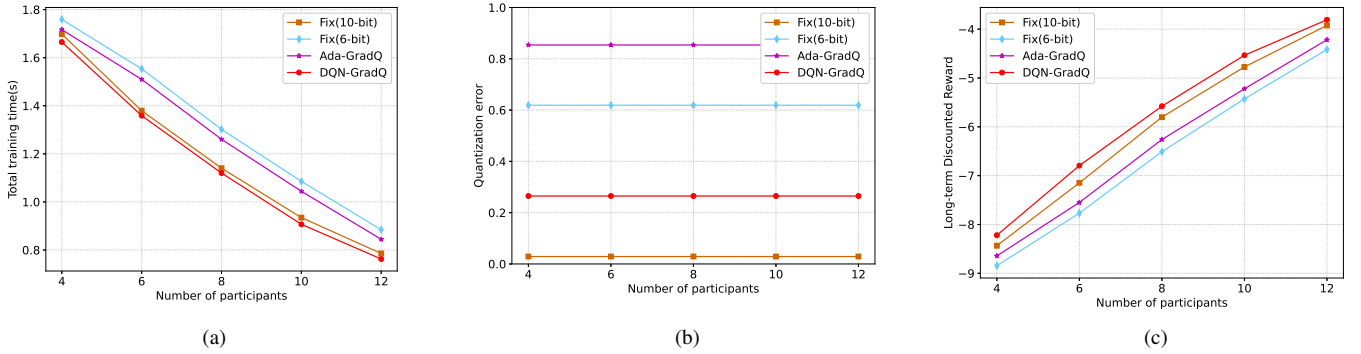 1.8
1.6
1.4
1.2
1.0
0.8
4
6
8
10
12
Total training time(s)
Number of participants
Fix(10-bit)
Fix(6-bit)
Ada-GradQ
DQN-GradQ
(a)
1.0
0.8
0.6
0.4
0.2
0.0
4
6
8
10
12
Quantization error
Number of participants
Fix(10-bit)
Fix(6-bit)
Ada-GradQ
DQN-GradQ
(b)
−4
−5
−6
−7
−8
−9
4
6
8
10
12
Long-term Discounted Reward
Number of participants
Fix(10-bit)
Fix(6-bit)
Ada-GradQ
DQN-GradQ
(c)